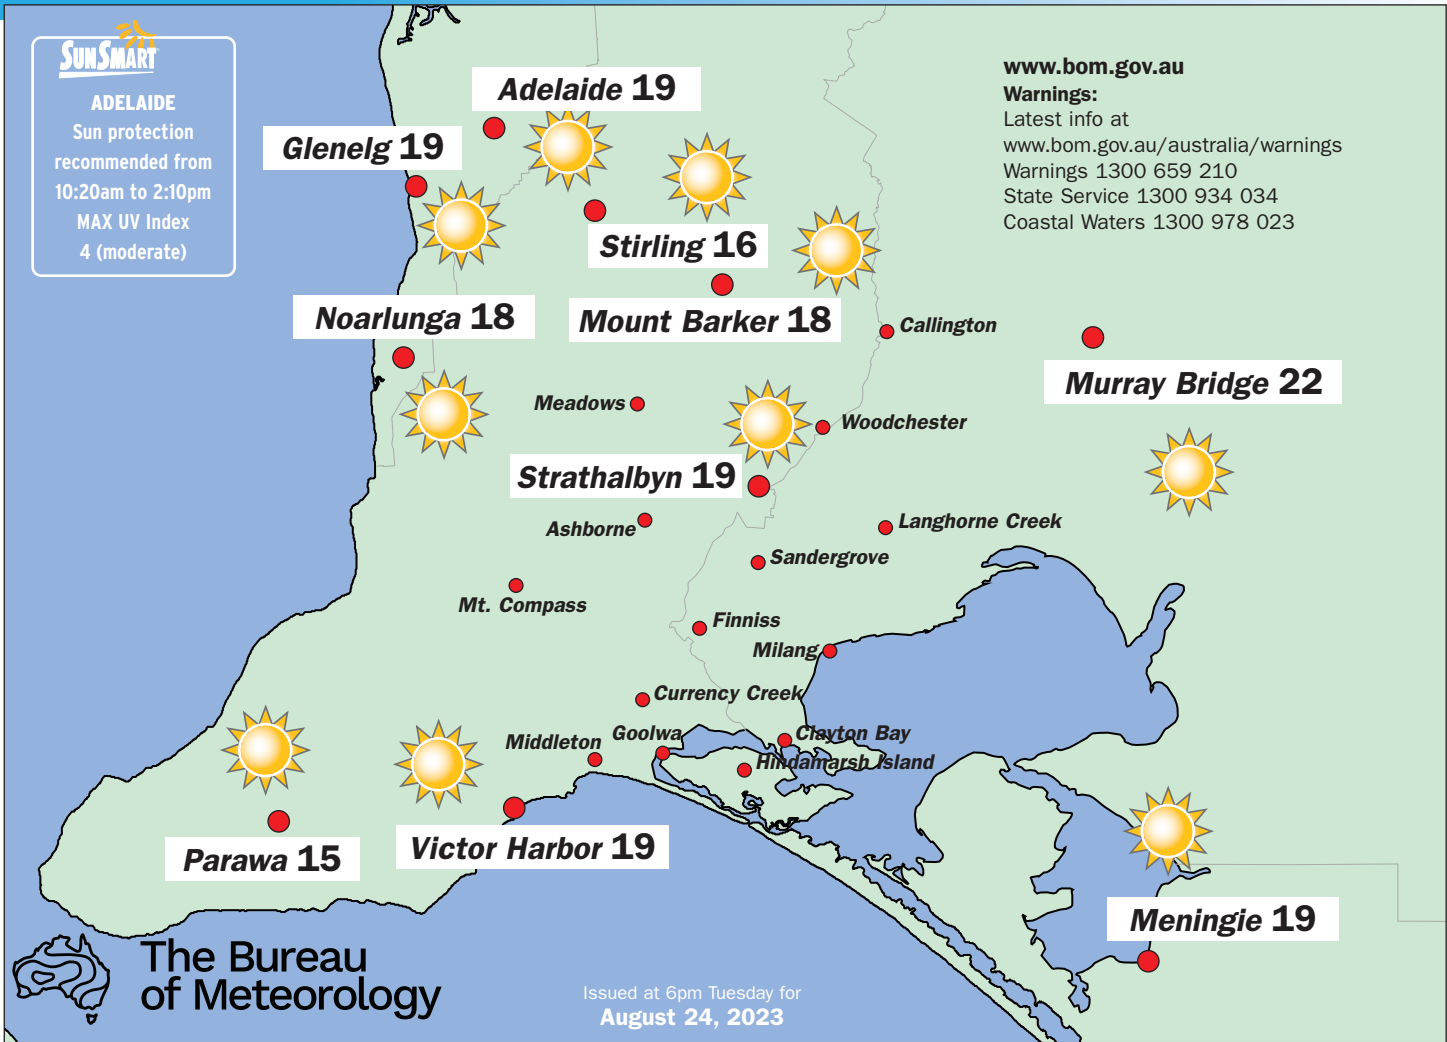 SUNSMART
ADELAIDE
Sun protection
recommended from
10:20am to 2:10pm
MAX UV Index
4 (moderate)
www.bom.gov.au
Warnings:
Latest info at
www.bom.gov.au/australia/warnings
Warnings 1300 659 210
State Service 1300 934 034
Coastal Waters 1300 978 023
Adelaide 19
Glenelg 19
Stirling 16
Noarlunga 18
Mount Barker 18
Callington
Murray Bridge 22
Meadows
Woodchester
Strathalbyn 19
Ashborne
Langhorne Creek
Sandergrove
Mt. Compass
Finniss
Milang
Currency Creek
Middleton
Goolwa
Clayton Bay
Hindamarsh Island
Parawa 15
Victor Harbor 19
Meningie 19
The Bureau
of Meteorology
Issued at 6pm Tuesday for
August 24, 2023